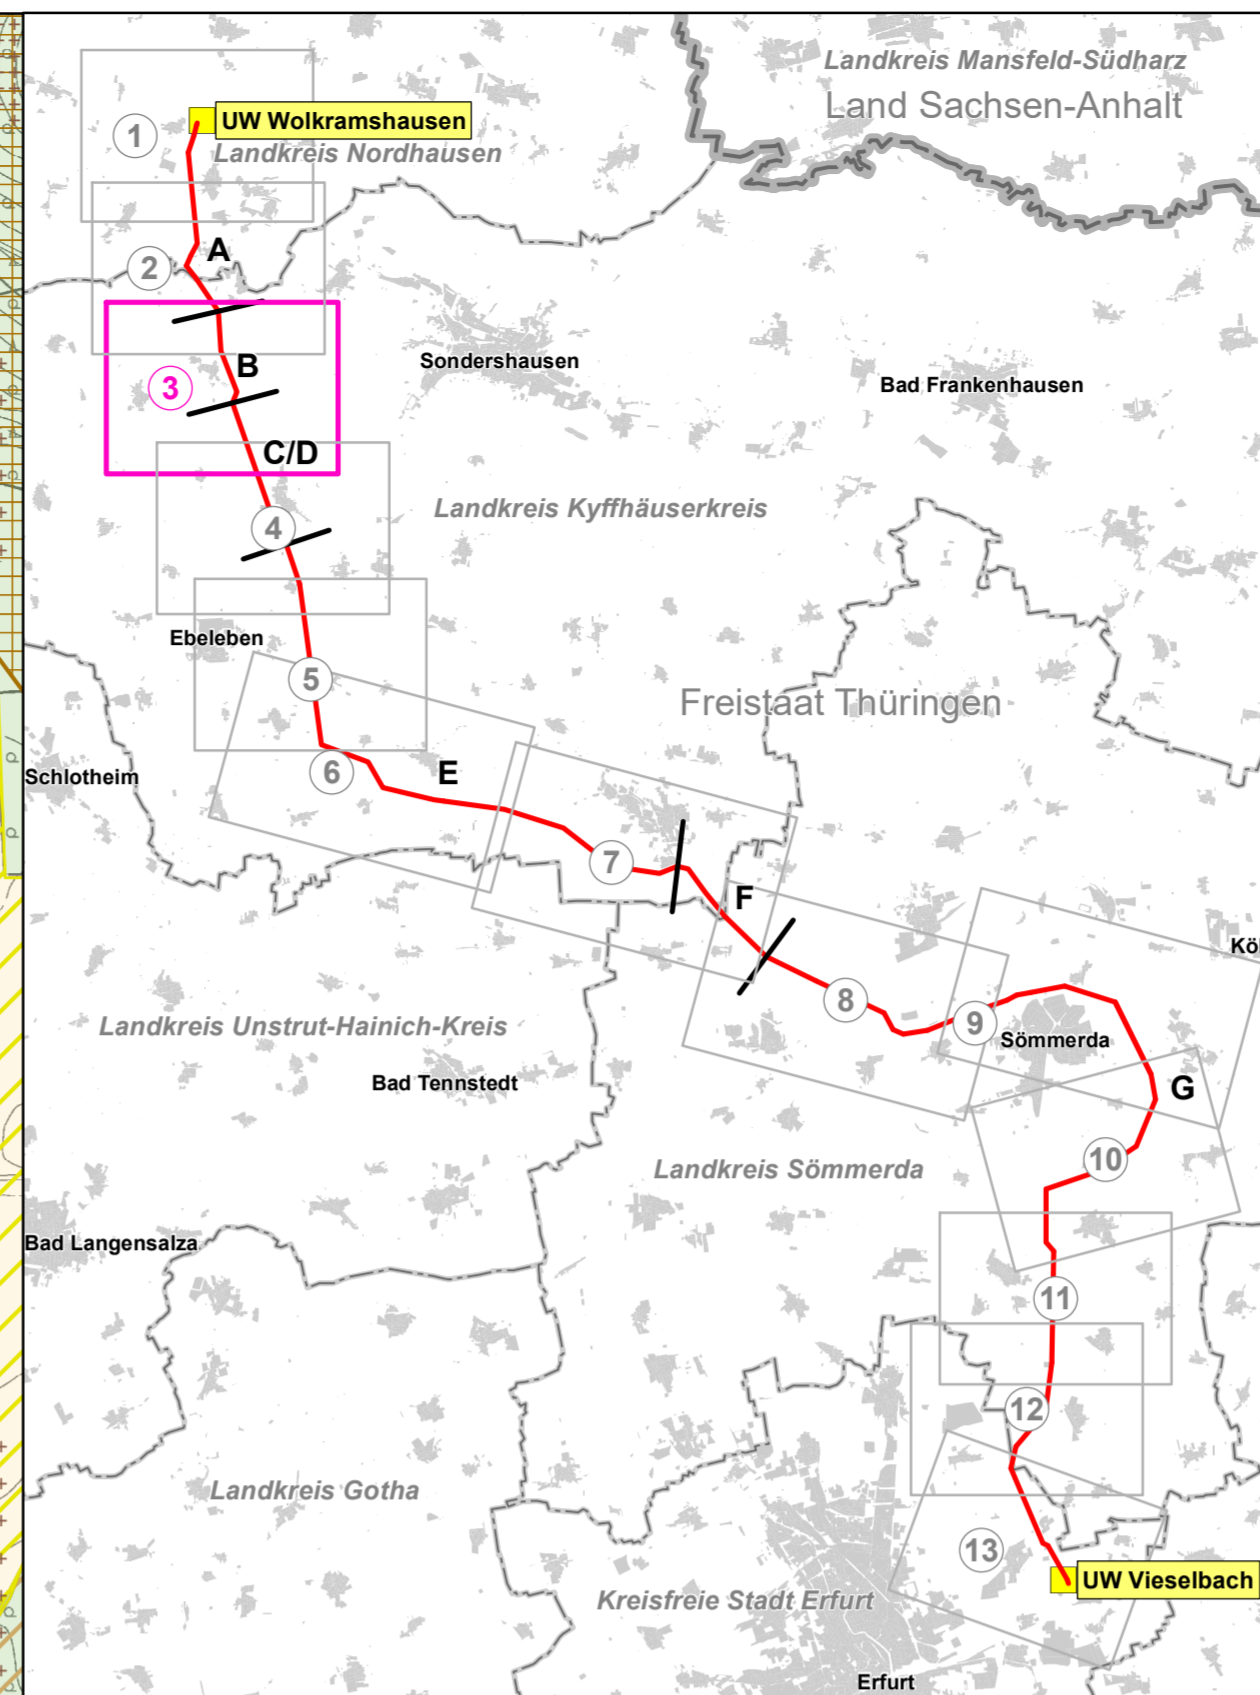 Landkreis Mansfeld-Südharz
Land Sachsen-Anhalt
1
UW Wolkramshausen
Landkreis Nordhausen
A
2
B
3
Sondershausen
Bad Frankenhausen
C/D
Landkreis Kyffhäuserkreis
4
Ebeleben
5
Freistaat Thüringen
Schlotheim
6
E
7
F
Kö
8
9
Landkreis Unstrut-Hainich-Kreis
Sömmerda
Bad Tennstedt
G
10
Landkreis Sömmerda
Bad Langensalza
11
12
Landkreis Gotha
13
UW Vieselbach
Kreisfreie Stadt Erfurt
Erfurt